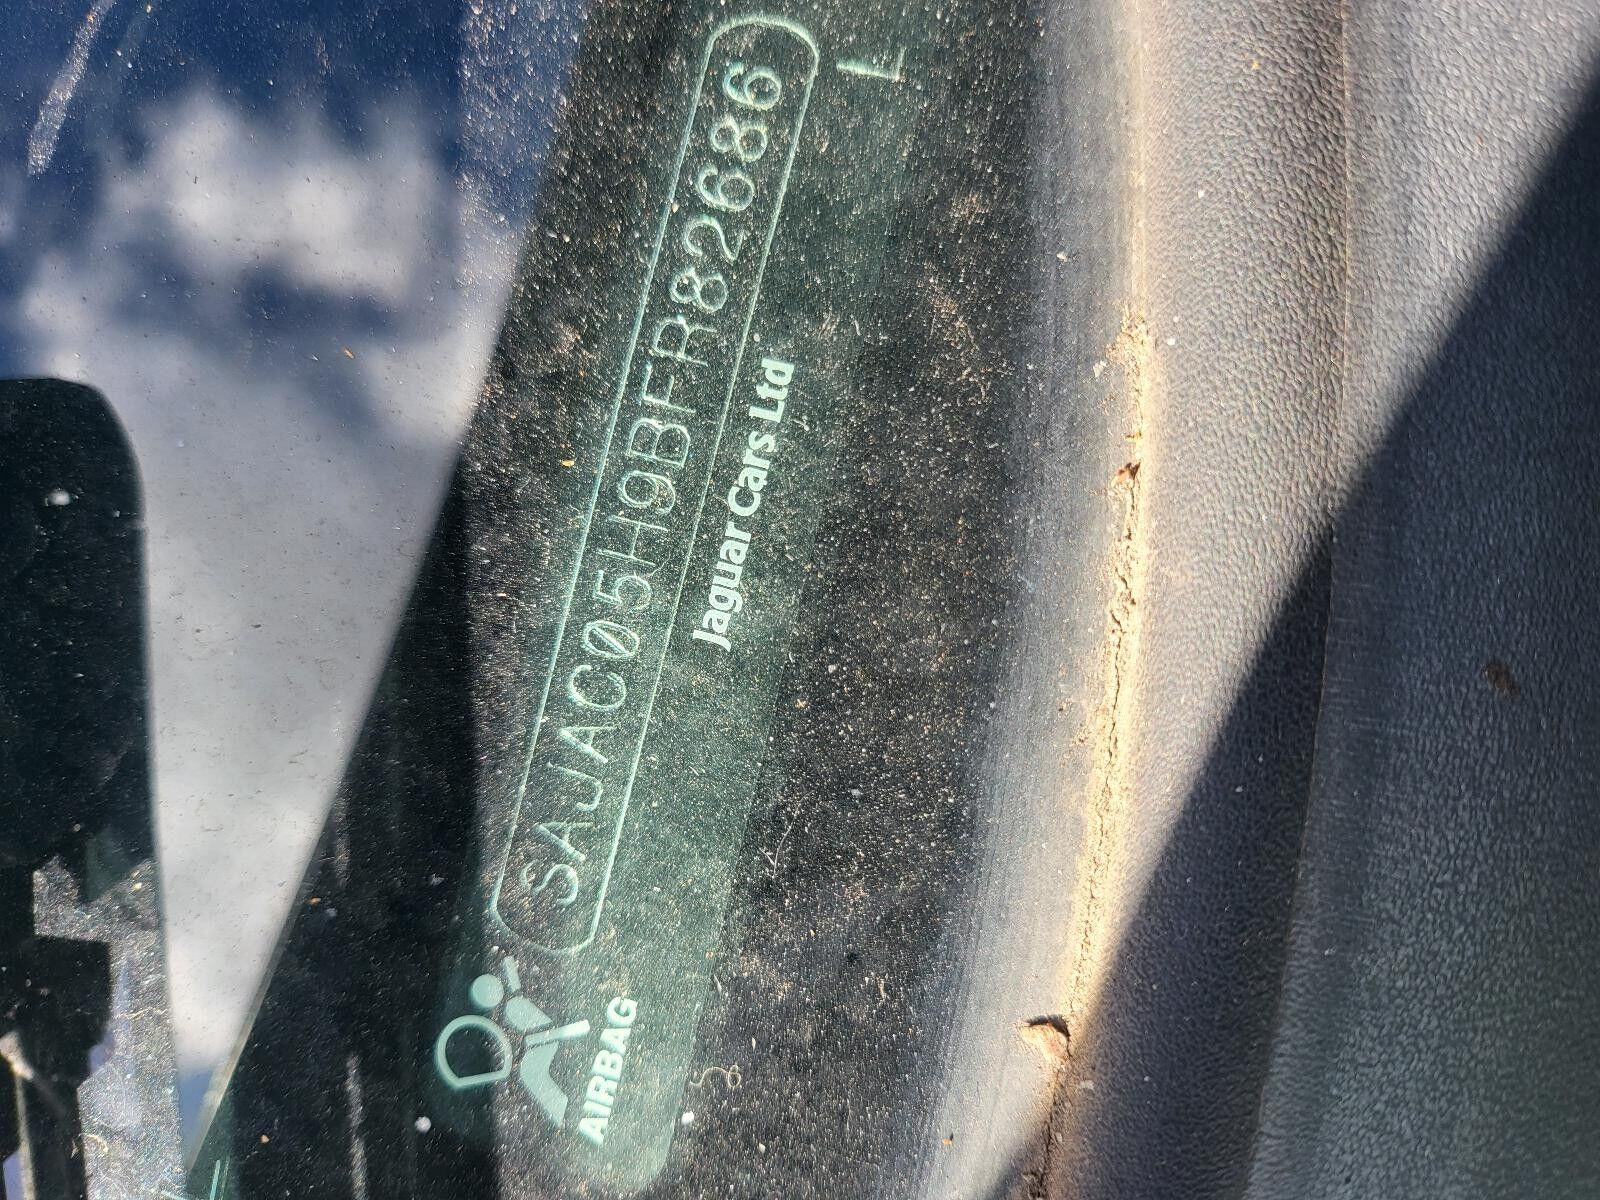 SAJAC05H9BFR82686
L
Jaguar Cars Ltd
AIRBAG